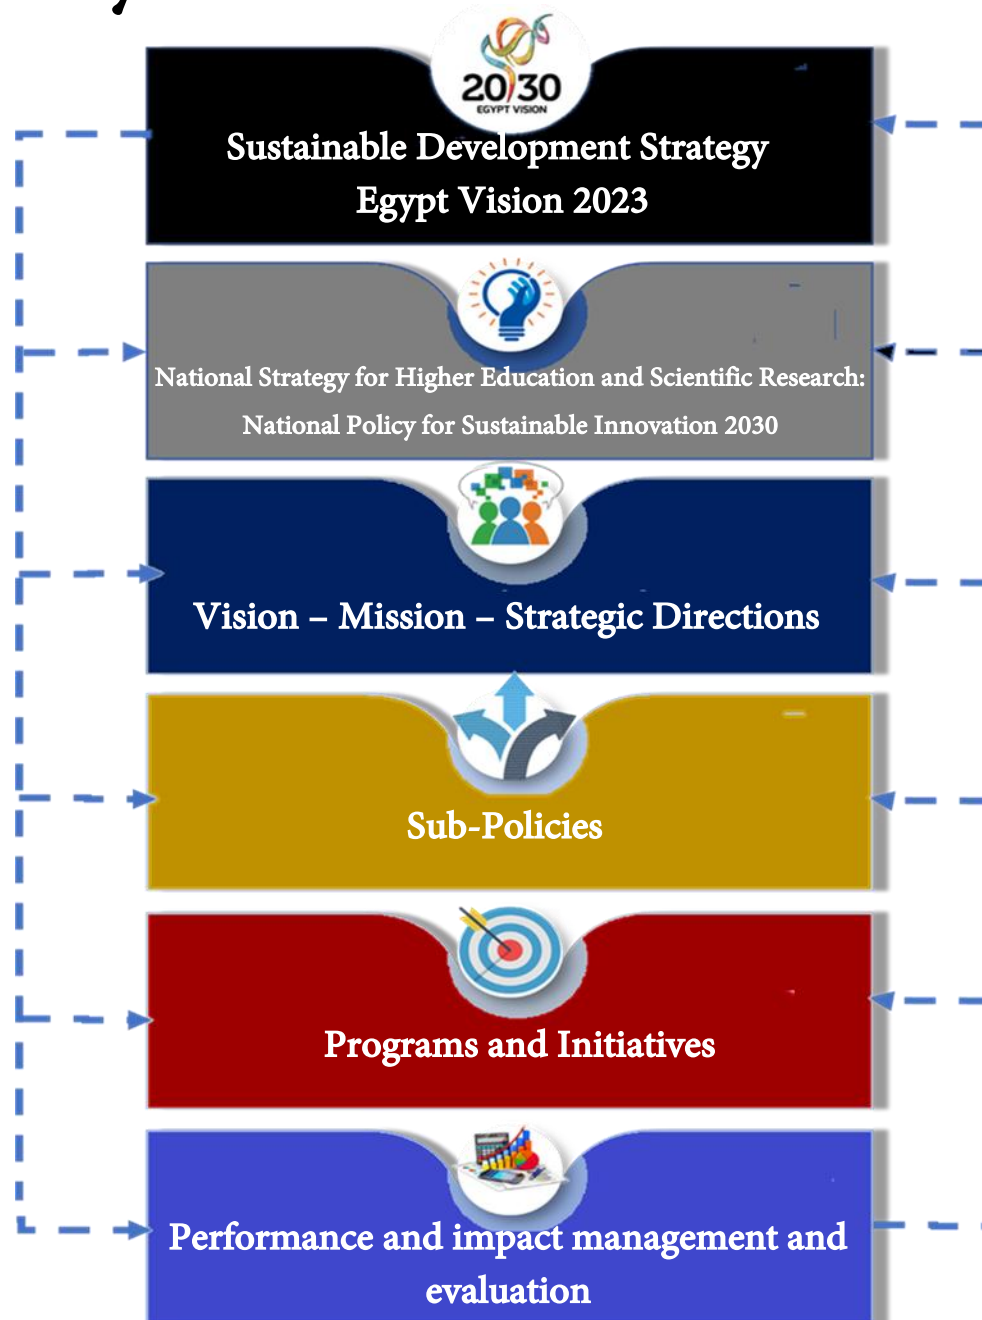 20 30
EGYPT VISION
Sustainable Development Strategy
Egypt Vision 2023
National Strategy for Higher Education and Scientific Research:
National Policy for Sustainable Innovation 2030
Vision – Mission – Strategic Directions
Sub-Policies
Programs and Initiatives
Performance and impact management and
evaluation